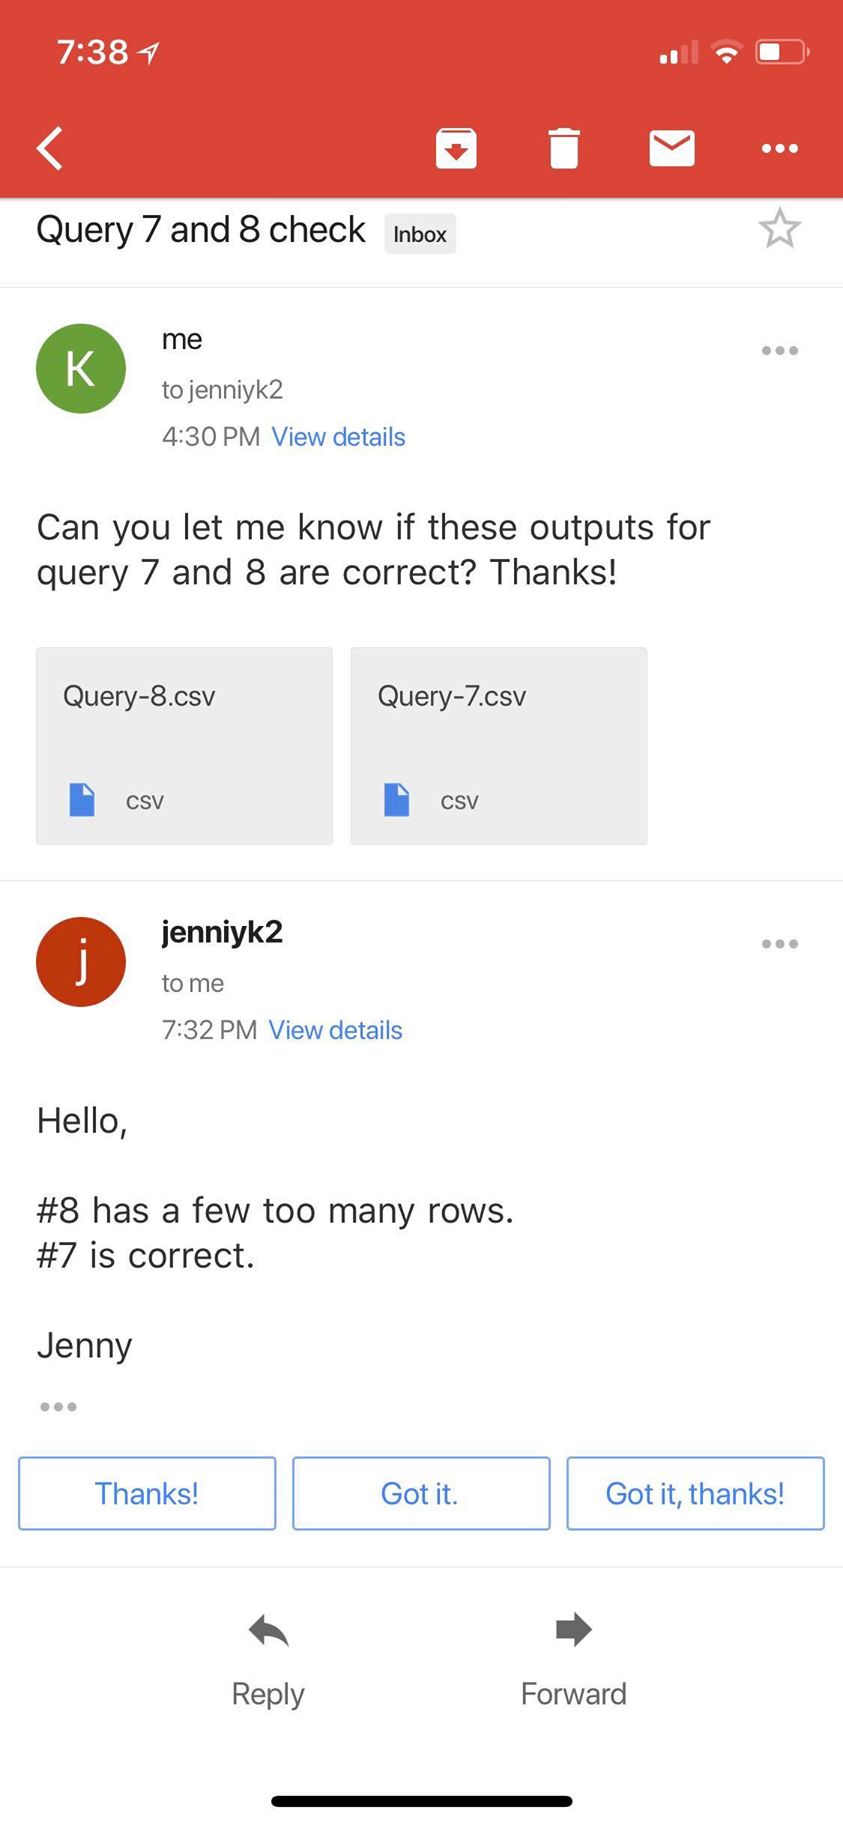 7:38
Query 7 and 8 check Inbox
K
me
to jenniyk2
4:30 PM View details
Can you let me know if these outputs for
query 7 and 8 are correct? Thanks!
Query-8.csv
Query-7.csv
csv
csv
j
jenniyk2
to me
7:32 PM View details
Hello,
#8 has a few too many rows.
#7 is correct.
Jenny
Thanks!
Got it.
Got it, thanks!
Reply
Forward